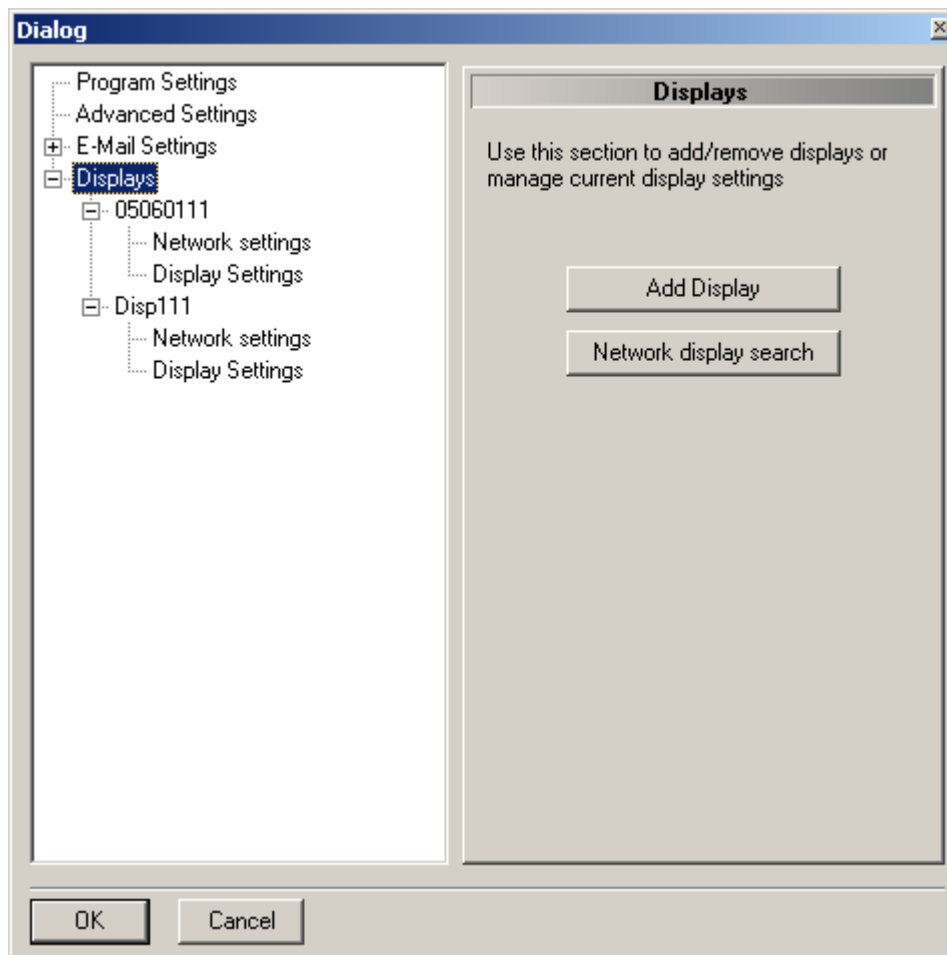 Dialog
Program Settings
Advanced Settings
E-Mail Settings
Displays
05060111
Network settings
Display Settings
Disp111
Network settings
Display Settings
Displays
Use this section to add/remove displays or
manage current display settings
Add Display
Network display search
OK
Cancel